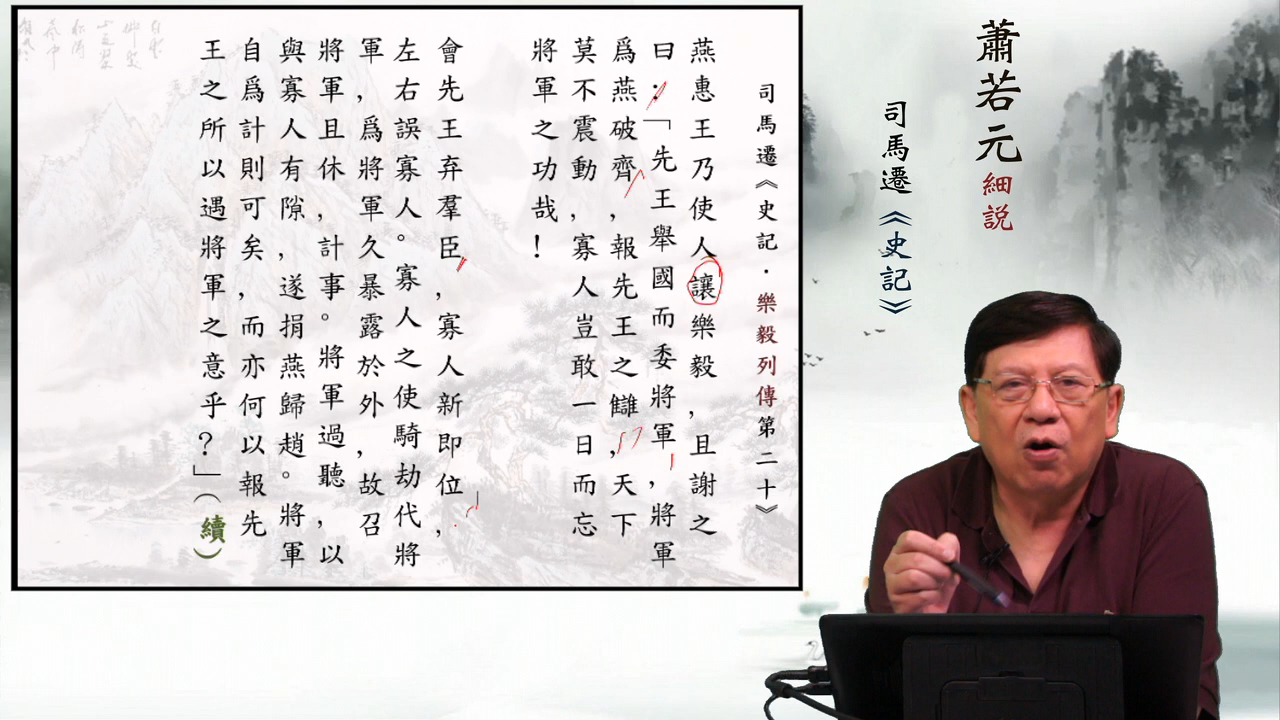 蕭若元細説
司馬遷《史記》
司馬遷《史記．樂毅列傳第二十》
燕惠王乃使人讓樂毅，且謝之
曰：「先王舉國而委將軍，將軍
爲燕破齊，報先王之讎，天下
莫不震動，寡人豈敢一日而忘
將軍之功哉！
會先王弃羣臣，寡人新即位，
左右誤寡人。寡人之使騎劫代將
軍，爲將軍久暴露於外，故召
將軍且休，計事。將軍過聽，以
與寡人有隙，遂捐燕歸趙。將軍
自爲計則可矣，而亦何以報先
王之所以遇將軍之意乎？」（續）